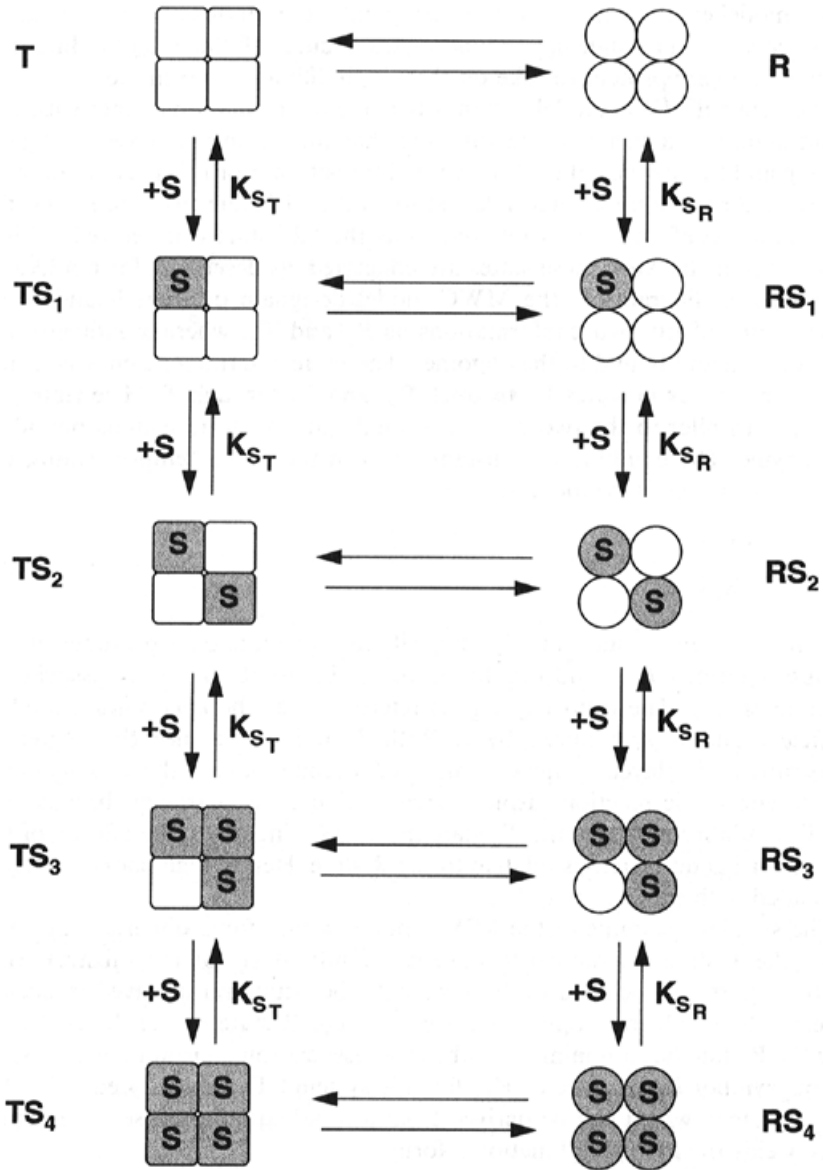 T R
+S K_ST +S K_SR
S S
TS₁ RS₁
+S K_ST +S K_SR
S S
TS₂ RS₂
S S
+S K_ST +S K_SR
S S S S
TS₃ RS₃
S S
+S K_ST +S K_SR
S S S S
TS₄ RS₄
S S S S